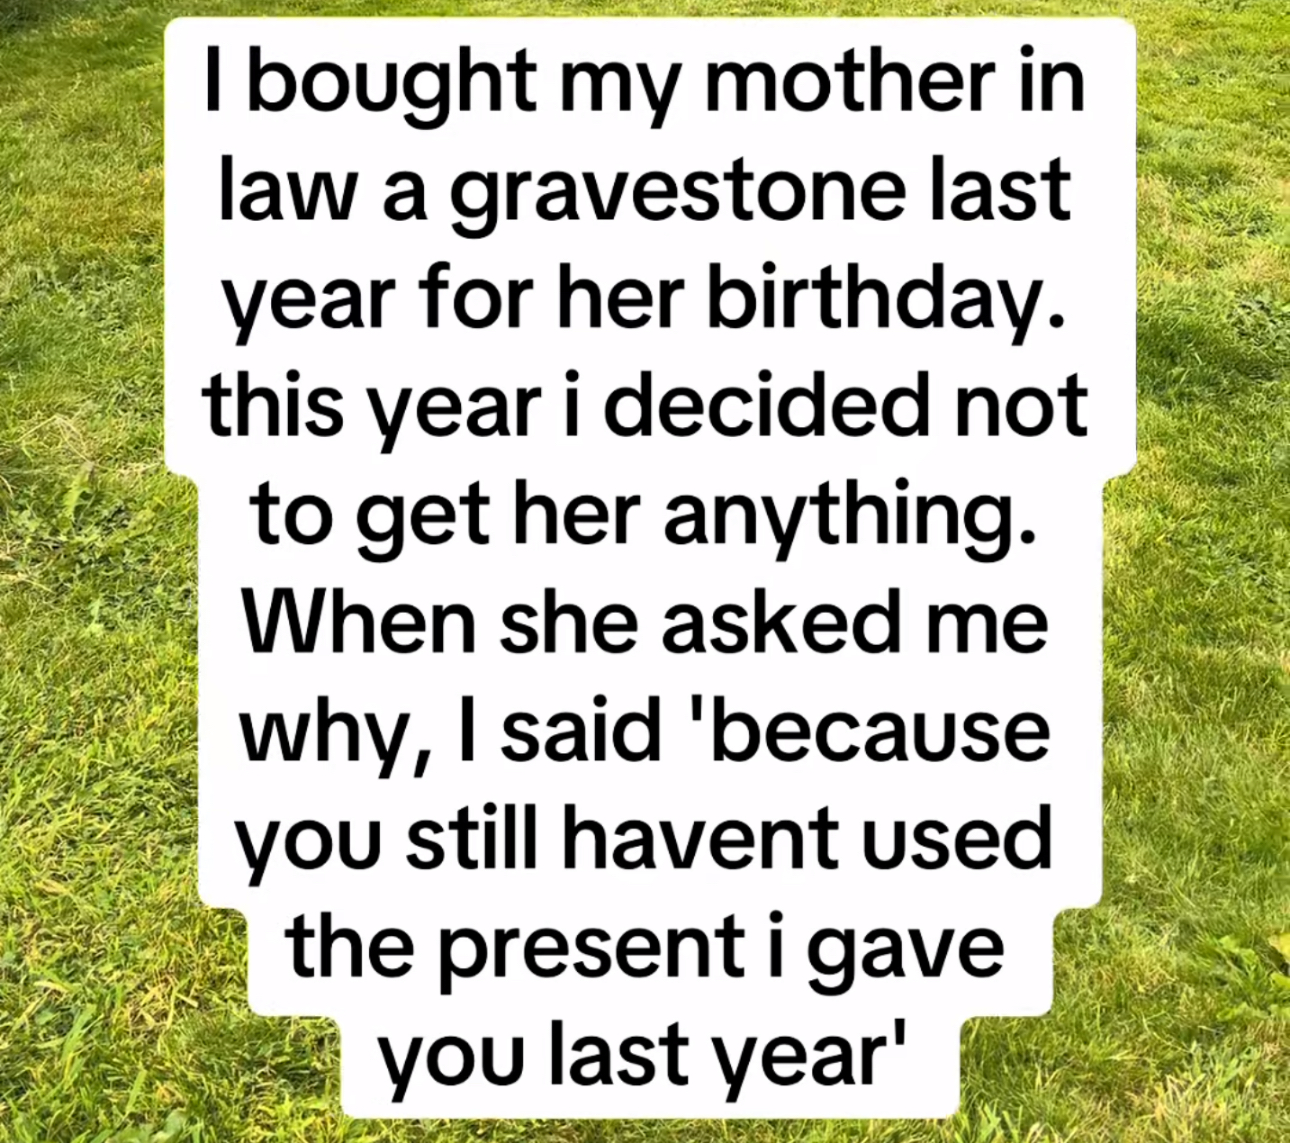 I bought my mother in
law a gravestone last
year for her birthday.
this year i decided not
to get her anything.
When she asked me
why, I said 'because
you still havent used
the present i gave
you last year'